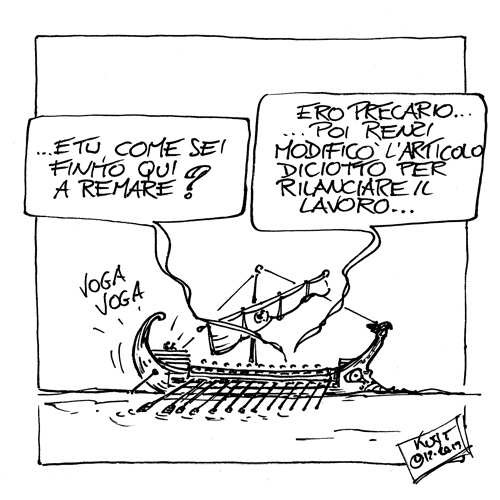 ...E TU, COME SEI
FINITO QUI
A REMARE?
ERO PRECARIO...
...POI RENZI
MODIFICÒ L'ARTICOLO
DICIOTTO PER
RILANCIARE IL
LAVORO...
VOGA
VOGA